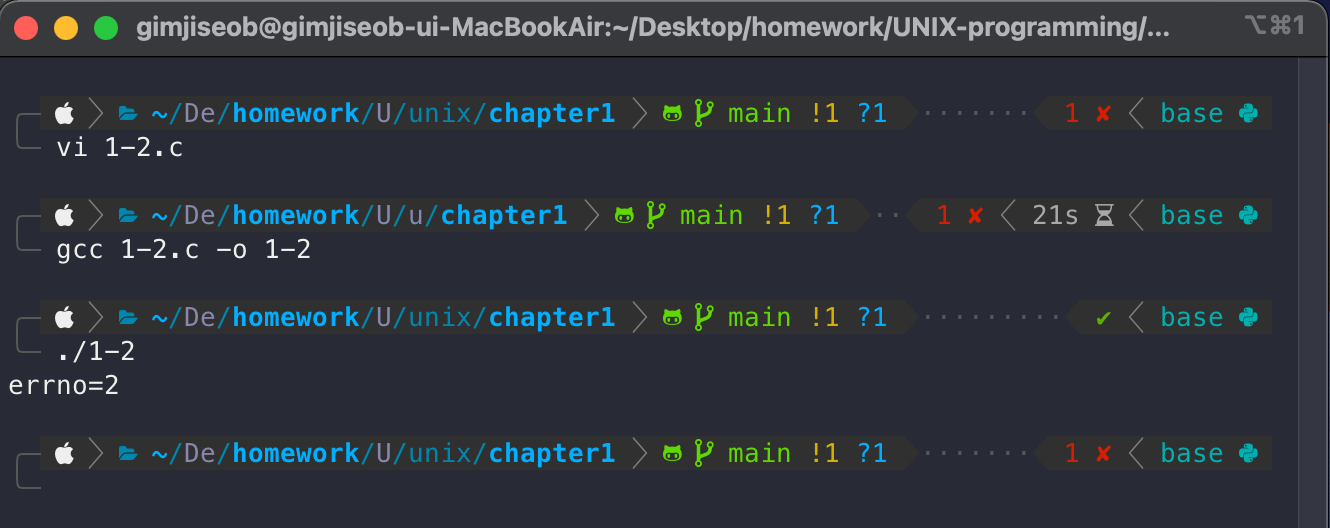 gimjiseob@gimjiseob-ui-MacBookAir:~/Desktop/homework/UNIX-programming/... ⌥⌘1
~/De/homework/U/unix/chapter1 main !1 ?1 ······· 1 ✘ base
vi 1-2.c
~/De/homework/U/u/chapter1 main !1 ?1 ·· 1 ✘ 21s base
gcc 1-2.c -o 1-2
~/De/homework/U/unix/chapter1 main !1 ?1 ········· ✔ base
./1-2
errno=2
~/De/homework/U/unix/chapter1 main !1 ?1 ······· 1 ✘ base